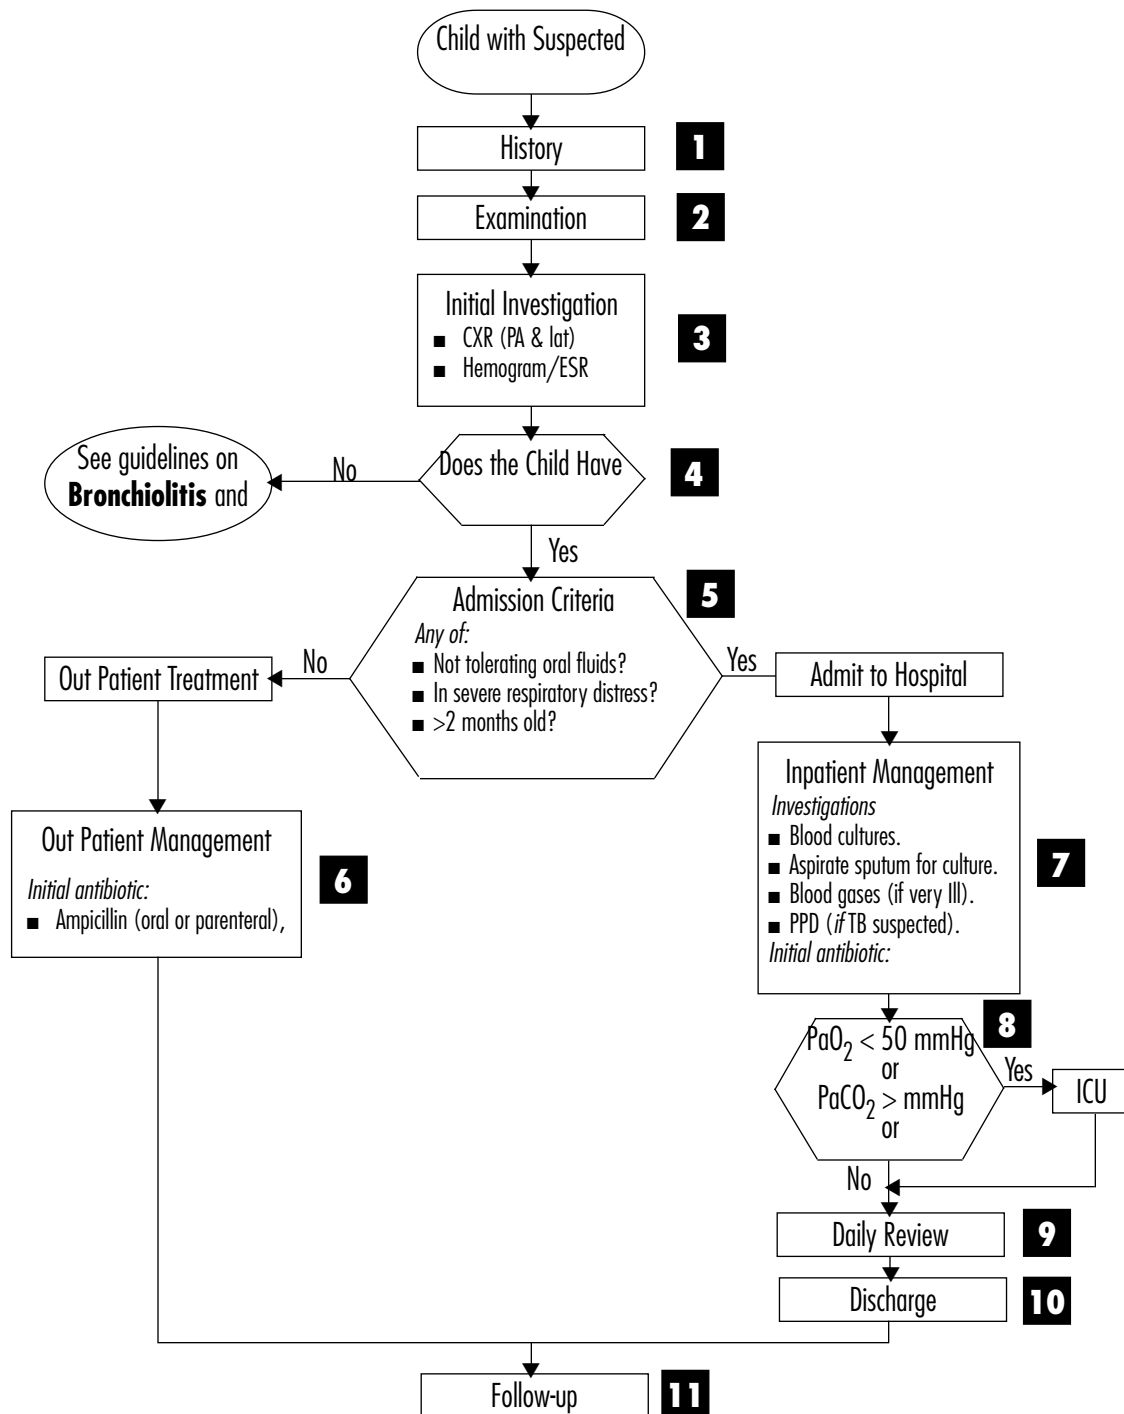 Child with Suspected
History
1
Examination
2
Initial Investigation
■ CXR (PA & lat)
■ Hemogram/ESR
3
Does the Child Have
4
No
See guidelines on
Bronchiolitis and
Yes
5
Admission Criteria
Any of:
■ Not tolerating oral fluids?
■ In severe respiratory distress?
■ >2 months old?
No
Out Patient Treatment
Yes
Admit to Hospital
Out Patient Management
Initial antibiotic:
■ Ampicillin (oral or parenteral),
6
Inpatient Management
Investigations
■ Blood cultures.
■ Aspirate sputum for culture.
■ Blood gases (if very Ill).
■ PPD (if TB suspected).
Initial antibiotic:
7
8
PaO2 < 50 mmHg
or
PaCO2 > mmHg
or
Yes
ICU
No
Daily Review
9
Discharge
10
Follow-up
11